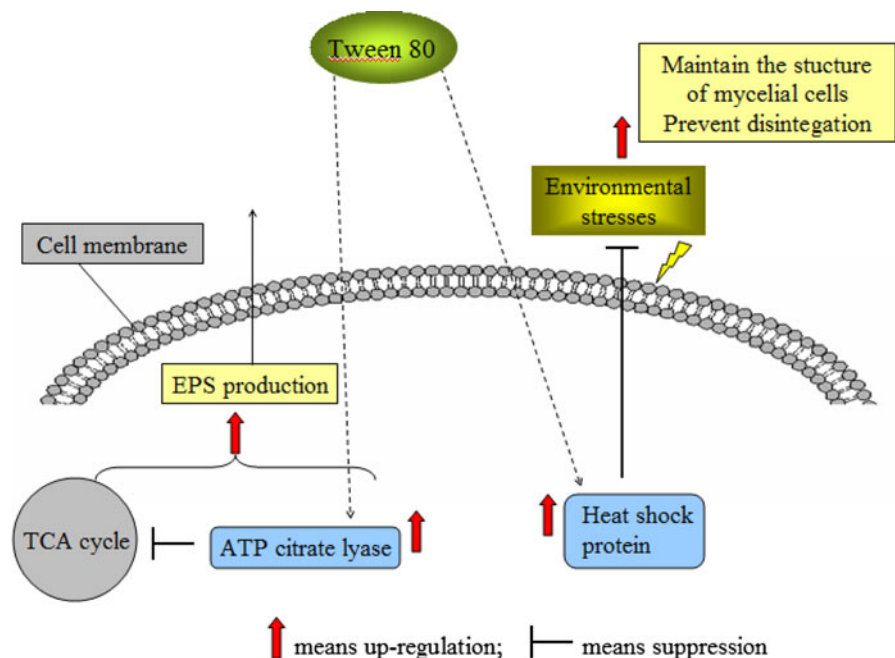 Tween 80
Maintain the stucture
of mycelial cells
Prevent disintegation
Environmental
stresses
Cell membrane
EPS production
TCA cycle
ATP citrate lyase
Heat shock
protein
means up-regulation;
means suppression